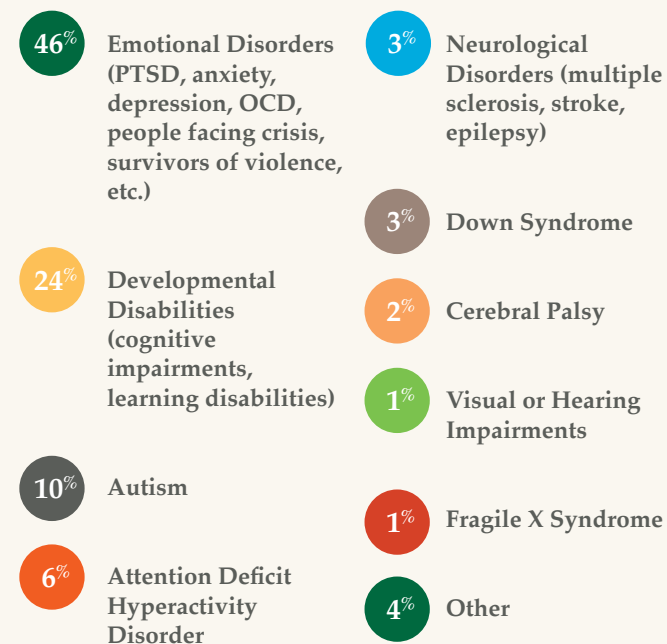 46%
Emotional Disorders
(PTSD, anxiety,
depression, OCD,
people facing crisis,
survivors of violence,
etc.)
24%
Developmental
Disabilities
(cognitive
impairments,
learning disabilities)
10%
Autism
6%
Attention Deficit
Hyperactivity
Disorder
3%
Neurological
Disorders (multiple
sclerosis, stroke,
epilepsy)
3%
Down Syndrome
2%
Cerebral Palsy
1%
Visual or Hearing
Impairments
1%
Fragile X Syndrome
4%
Other